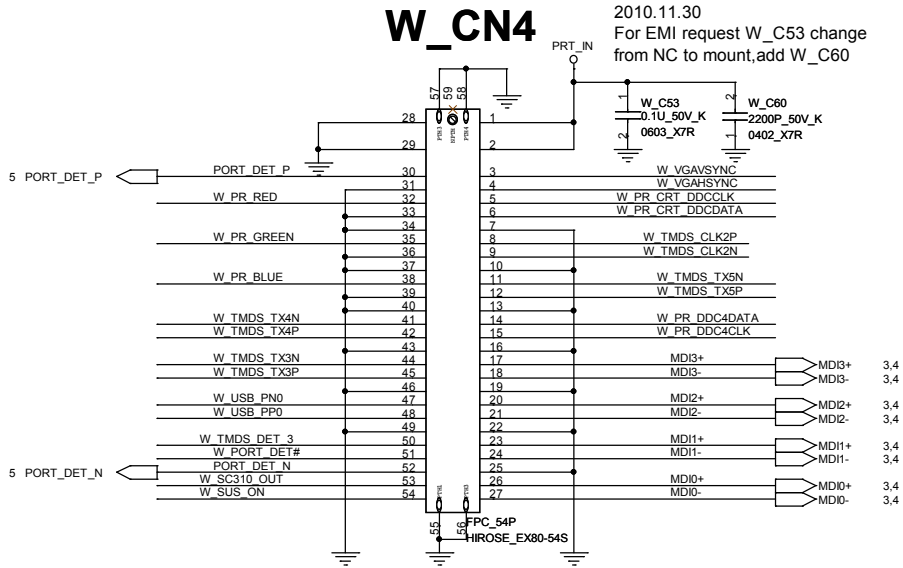 W_CN4
2010.11.30
For EMI request W_C53 change
from NC to mount,add W_C60
PRT_IN
57
59
58
PTH3
NPTH
PTH4
1
W_C53
0.1U_50V_K
2
0603_X7R
2
W_C60
2200P_50V_K
1
0402_X7R
28
1
29
2
5 PORT_DET_P
PORT_DET_P
30
3
W_VGAVSYNC
31
4
W_VGAHSYNC
W_PR_RED
32
5
W_PR_CRT_DDCCLK
33
6
W_PR_CRT_DDCDATA
34
7
W_PR_GREEN
35
8
W_TMDS_CLK2P
36
9
W_TMDS_CLK2N
37
10
W_PR_BLUE
38
11
W_TMDS_TX5N
39
12
W_TMDS_TX5P
40
13
W_TMDS_TX4N
41
14
W_PR_DDC4DATA
W_TMDS_TX4P
42
15
W_PR_DDC4CLK
43
16
W_TMDS_TX3N
44
17
MDI3+
MDI3+ 3,4
W_TMDS_TX3P
45
18
MDI3-
MDI3- 3,4
46
19
W_USB_PN0
47
20
MDI2+
MDI2+ 3,4
W_USB_PP0
48
21
MDI2-
MDI2- 3,4
49
22
W_TMDS_DET_3
50
23
MDI1+
MDI1+ 3,4
W_PORT_DET#
51
24
MDI1-
MDI1- 3,4
5 PORT_DET_N
PORT_DET_N
52
25
W_SC310_OUT
53
26
MDI0+
MDI0+ 3,4
W_SUS_ON
54
27
MDI0-
MDI0- 3,4
55
56
FPC_54P
HIROSE_EX80-54S